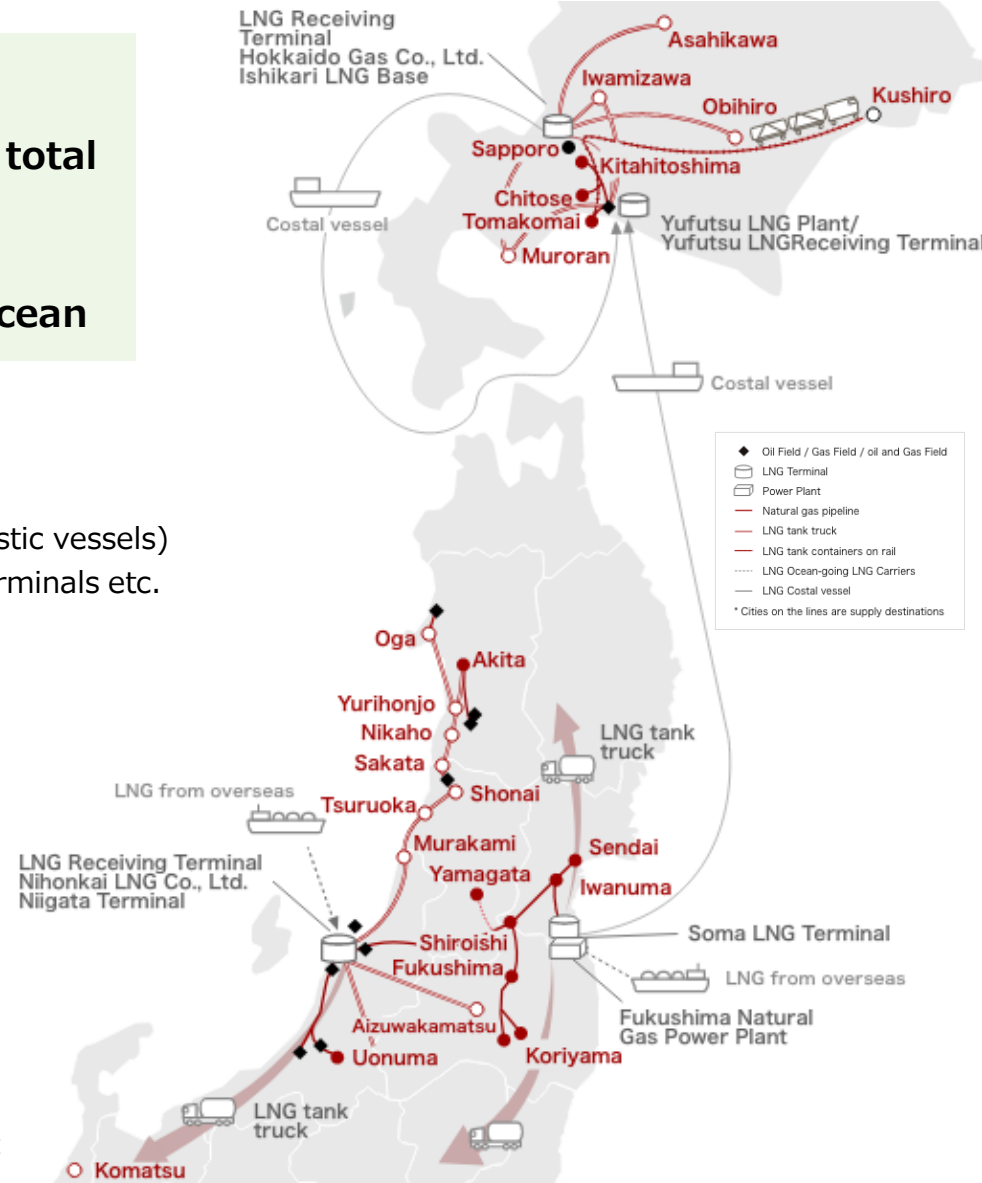 total
cean
stic vessels)
rminals etc.
LNG Receiving
Terminal
Hokkaido Gas Co., Ltd.
Ishikari LNG Base
Asahikawa
Iwamizawa
Obihiro
Kushiro
Sapporo
Kitahitoshima
Chitose
Tomakomai
Muroran
Costal vessel
Yufutsu LNG Plant/
Yufutsu LNGReceiving Terminal
Costal vessel
Oil Field / Gas Field / oil and Gas Field
LNG Terminal
Power Plant
Natural gas pipeline
LNG tank truck
LNG tank containers on rail
LNG Ocean-going LNG Carriers
LNG Costal vessel
* Cities on the lines are supply destinations
Oga
Akita
Yurihonjo
Nikaho
Sakata
Shonai
Tsuruoka
Murakami
LNG tank
truck
LNG from overseas
LNG Receiving Terminal
Nihonkai LNG Co., Ltd.
Niigata Terminal
Sendai
Yamagata
Iwanuma
Shiroishi
Fukushima
Soma LNG Terminal
LNG from overseas
Fukushima Natural
Gas Power Plant
Aizuwakamatsu
Koriyama
Uonuma
LNG tank
truck
Komatsu